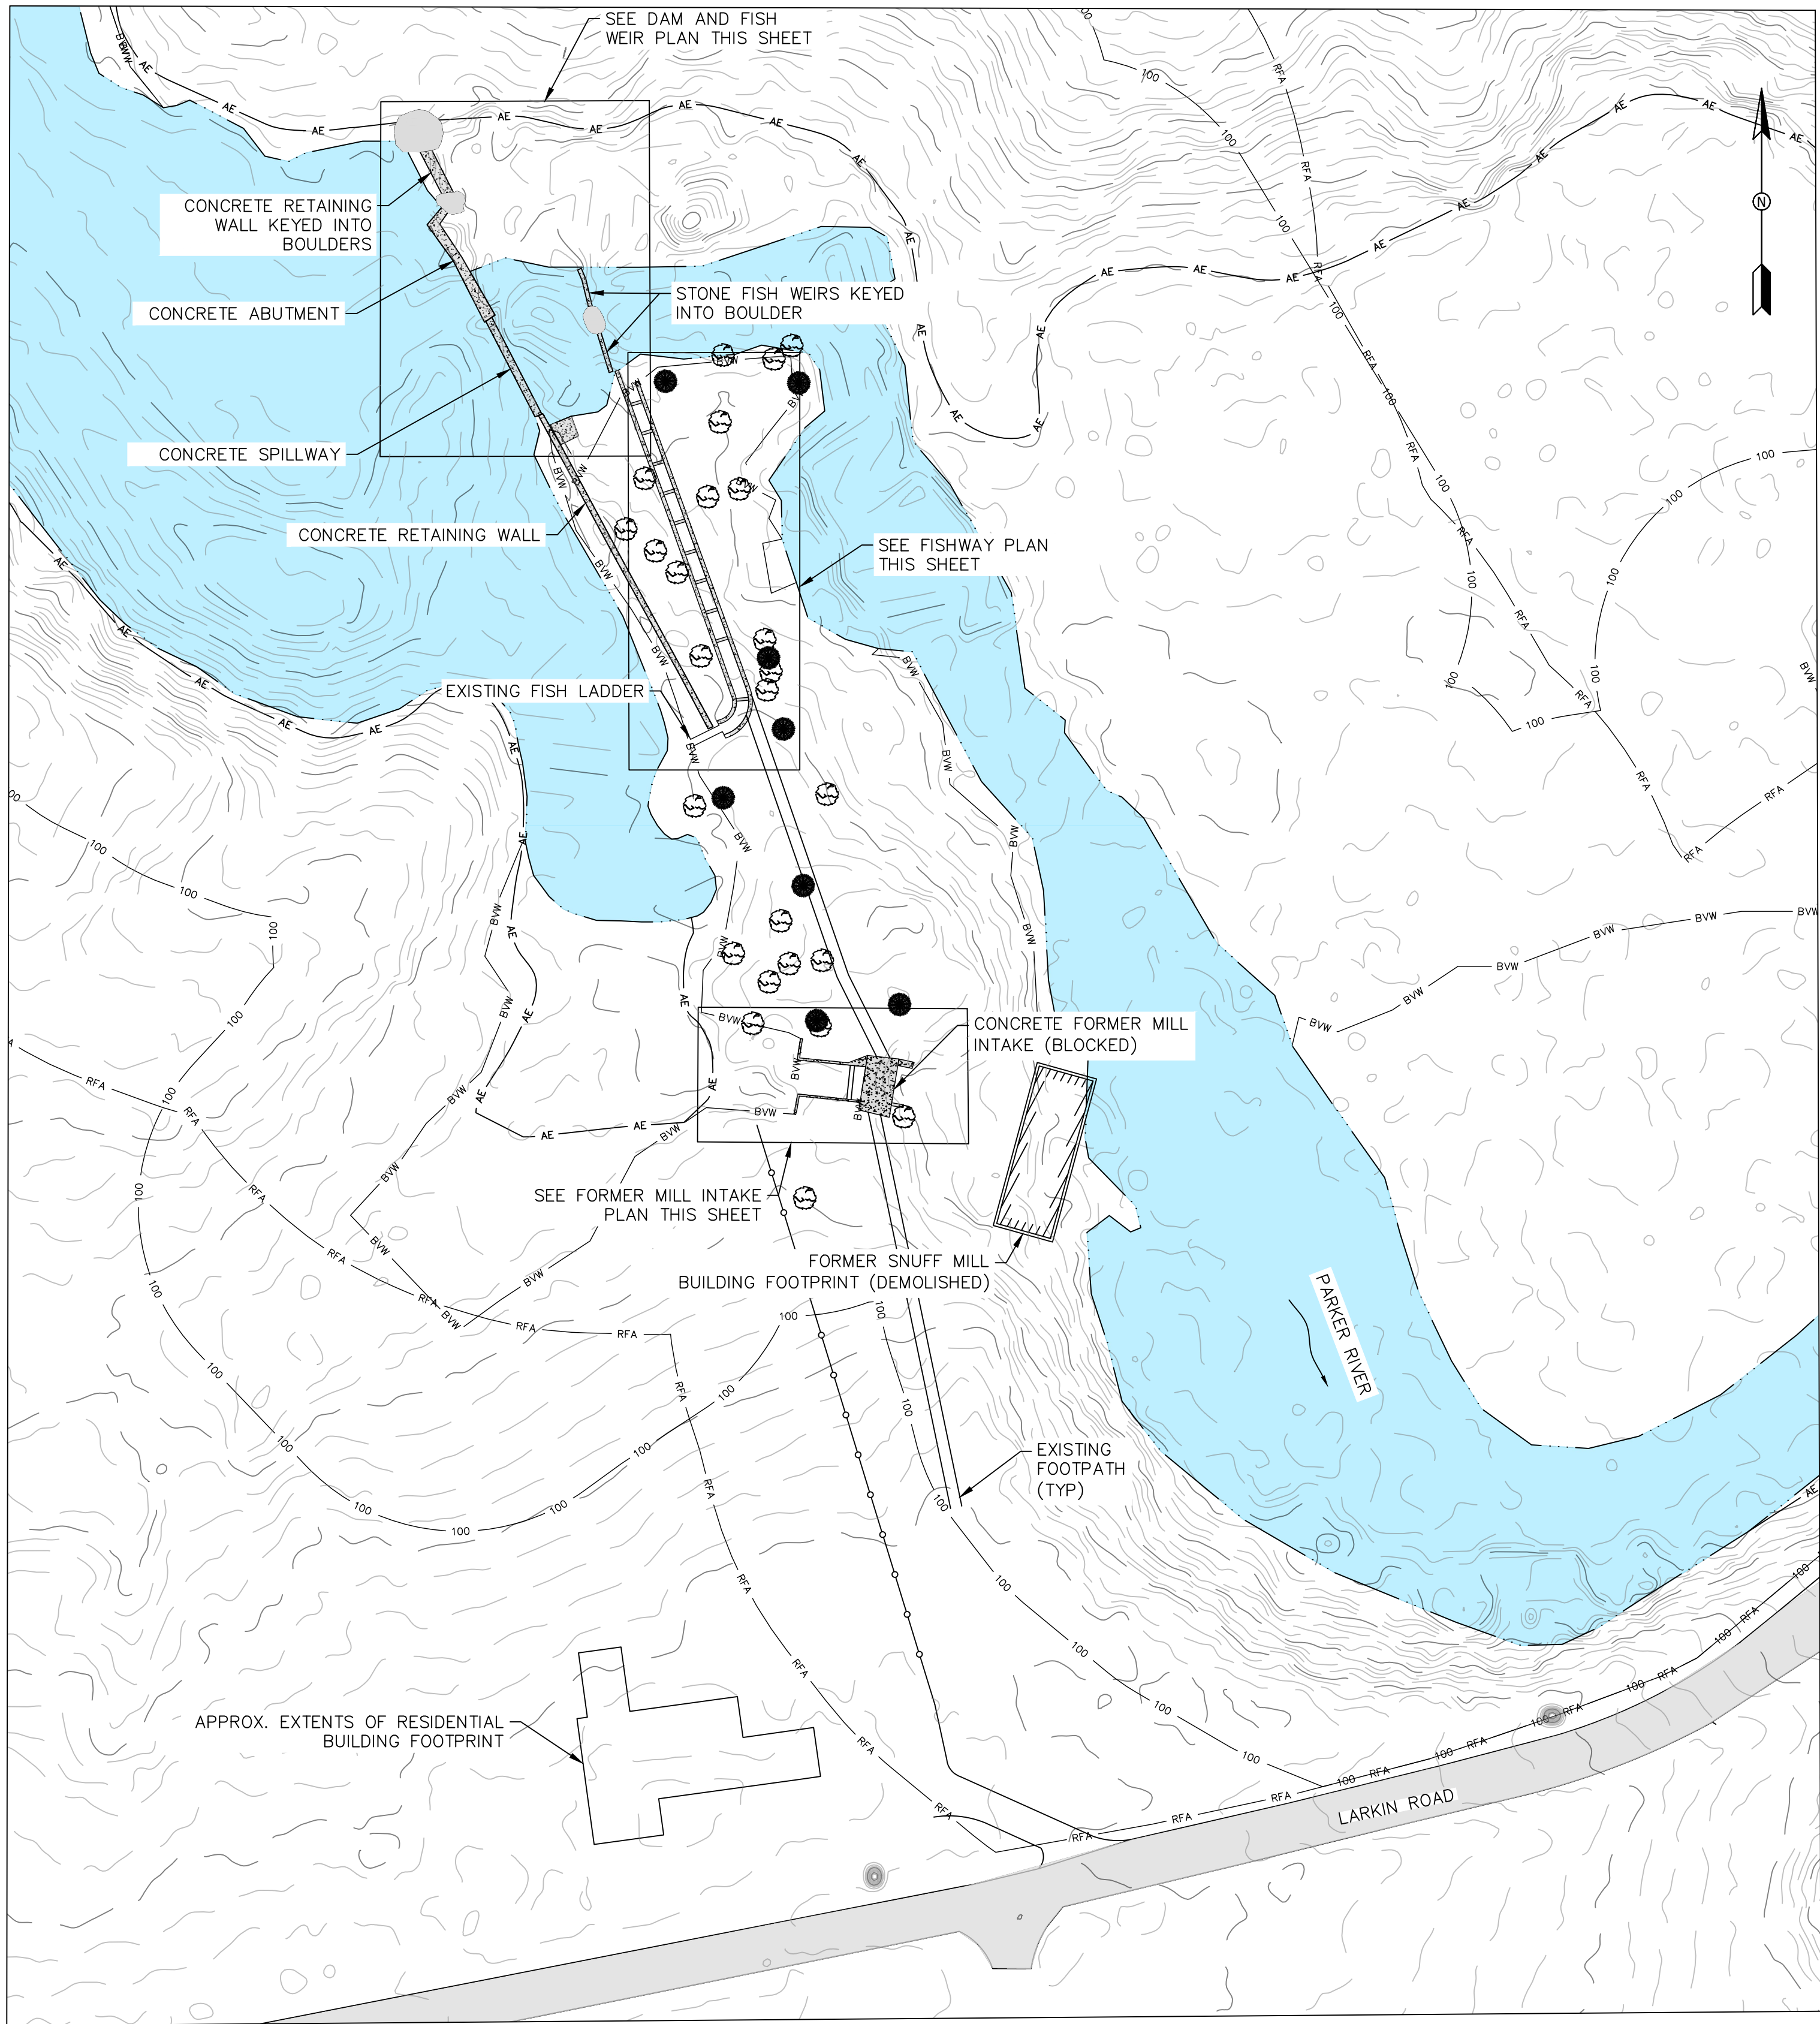 SEE DAM AND FISH
WEIR PLAN THIS SHEET
N
CONCRETE RETAINING
WALL KEYED INTO
BOULDERS
CONCRETE ABUTMENT
STONE FISH WEIRS KEYED
INTO BOULDER
CONCRETE SPILLWAY
CONCRETE RETAINING WALL
SEE FISHWAY PLAN
THIS SHEET
EXISTING FISH LADDER
CONCRETE FORMER MILL
INTAKE (BLOCKED)
SEE FORMER MILL INTAKE
PLAN THIS SHEET
FORMER SNUFF MILL
BUILDING FOOTPRINT (DEMOLISHED)
PARKER RIVER
EXISTING
FOOTPATH
(TYP)
APPROX. EXTENTS OF RESIDENTIAL
BUILDING FOOTPRINT
LARKIN ROAD
AE
BVW
RFA
100